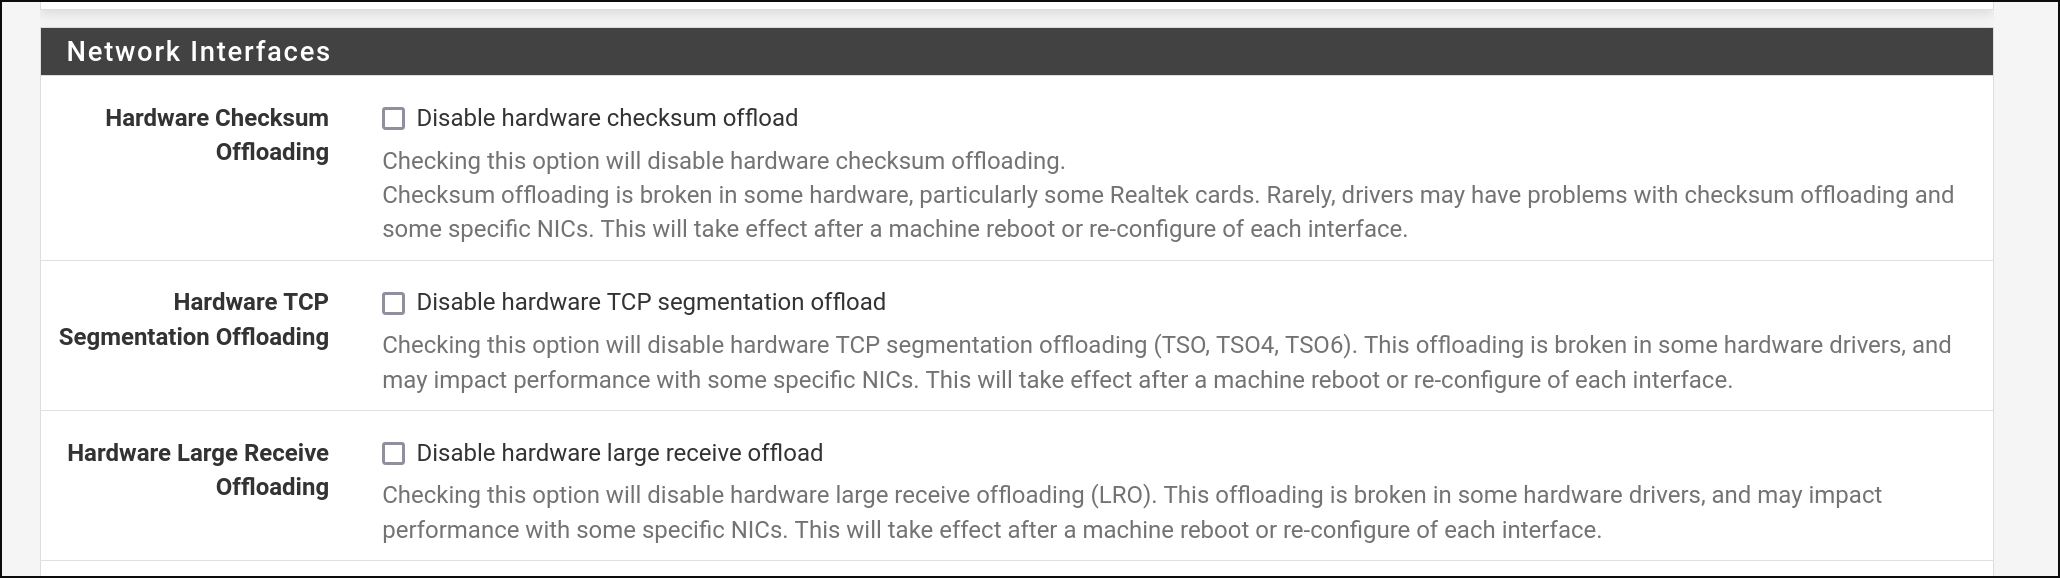 Network Interfaces
Hardware Checksum
Offloading
Disable hardware checksum offload
Checking this option will disable hardware checksum offloading.
Checksum offloading is broken in some hardware, particularly some Realtek cards. Rarely, drivers may have problems with checksum offloading and
some specific NICs. This will take effect after a machine reboot or re-configure of each interface.
Hardware TCP
Segmentation Offloading
Disable hardware TCP segmentation offload
Checking this option will disable hardware TCP segmentation offloading (TSO, TSO4, TSO6). This offloading is broken in some hardware drivers, and
may impact performance with some specific NICs. This will take effect after a machine reboot or re-configure of each interface.
Hardware Large Receive
Offloading
Disable hardware large receive offload
Checking this option will disable hardware large receive offloading (LRO). This offloading is broken in some hardware drivers, and may impact
performance with some specific NICs. This will take effect after a machine reboot or re-configure of each interface.